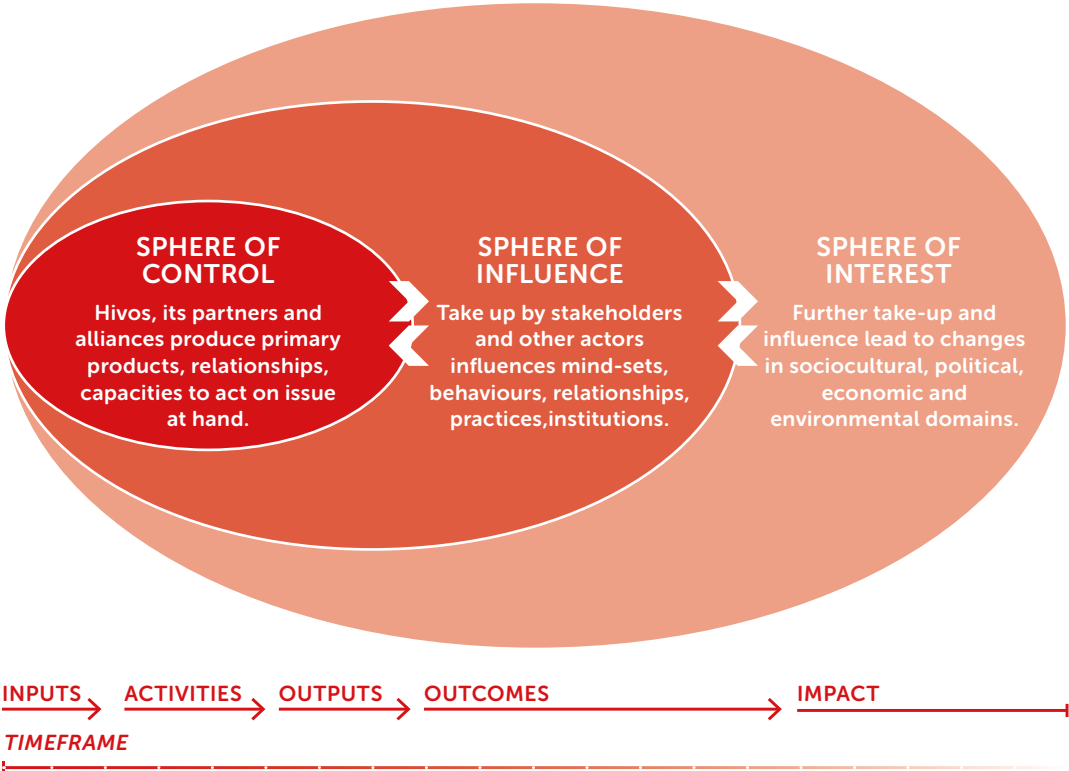 SPHERE OF
CONTROL
Hivos, its partners and
alliances produce primary
products, relationships,
capacities to act on issue
at hand.
SPHERE OF
INFLUENCE
Take up by stakeholders
and other actors
influences mind-sets,
behaviours, relationships,
practices,institutions.
SPHERE OF
INTEREST
Further take-up and
influence lead to changes
in sociocultural, political,
economic and
environmental domains.
INPUTS ACTIVITIES OUTPUTS OUTCOMES IMPACT
TIMEFRAME